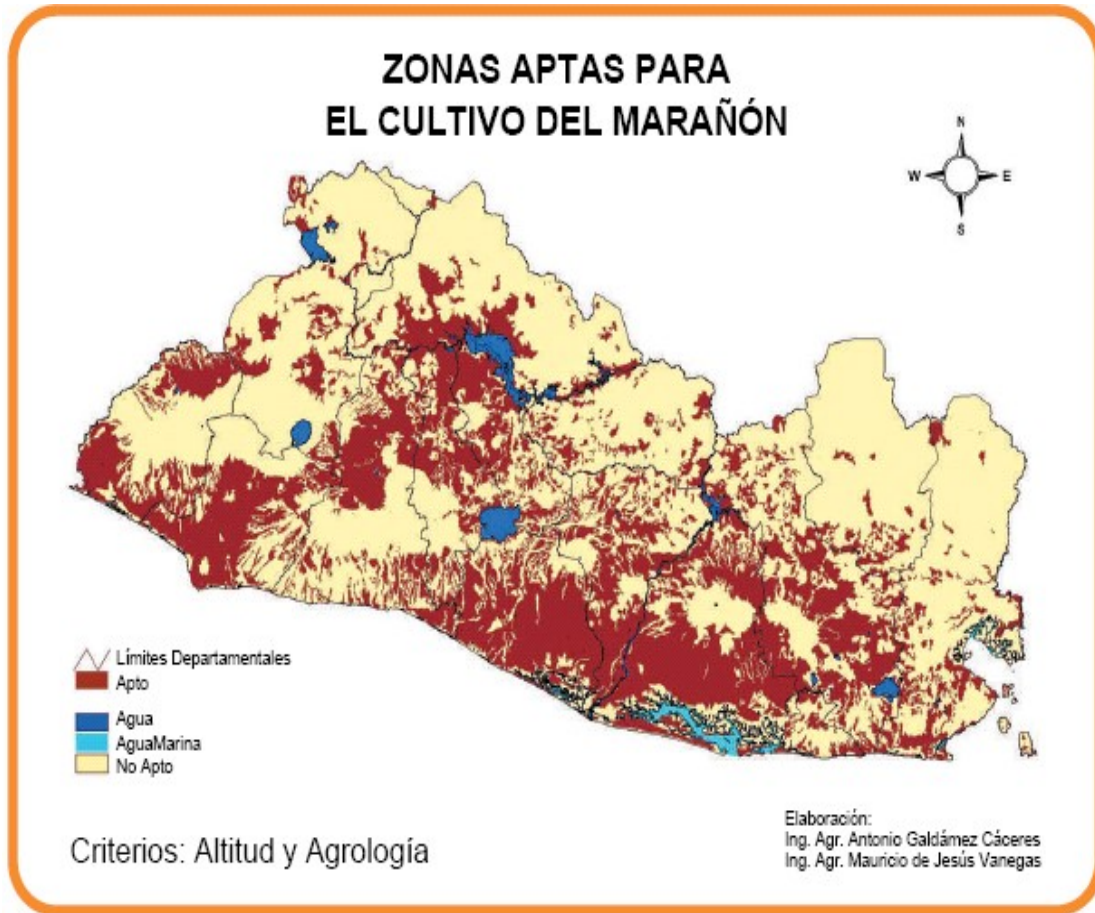 ZONAS APTAS PARA
EL CULTIVO DEL MARAÑÓN
N
W
E
S
Límites Departamentales
Apto
Agua
AguaMarina
No Apto
Criterios: Altitud y Agrología
Elaboración:
Ing. Agr. Antonio Galdámez Cáceres
Ing. Agr. Mauricio de Jesús Vanegas